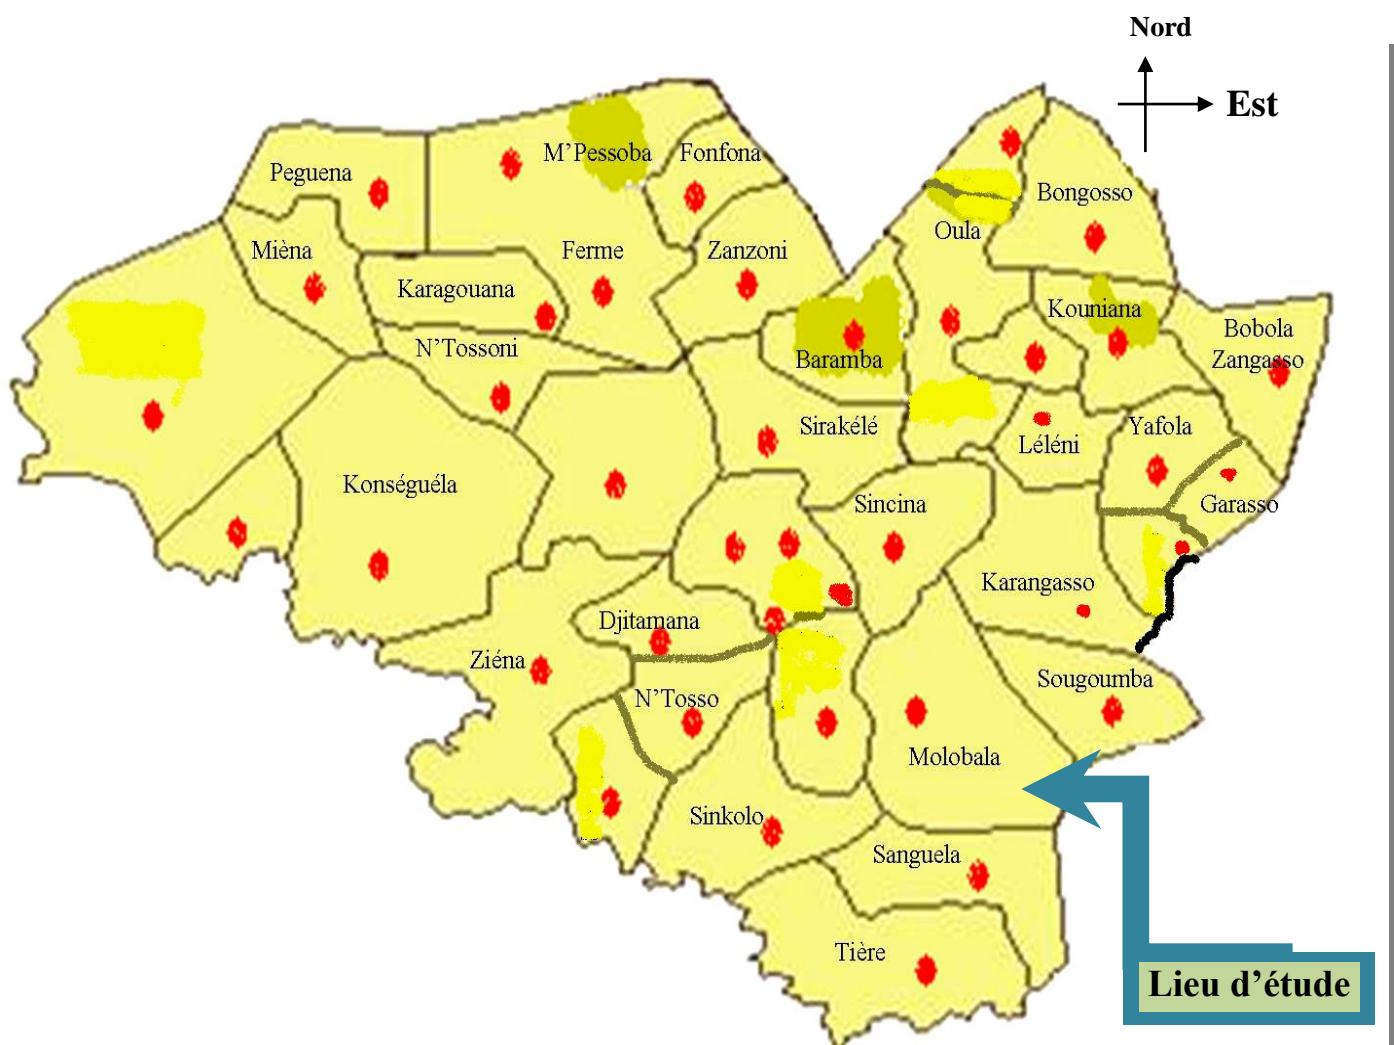 Nord
Est
M'Pessoba
Fonfona
Peguena
Bongosso
Oula
Mièna
Ferme
Zanzoni
Karagouana
Kouniana
Bobola
Zangasso
N'Tossoni
Baramba
Sirakélé
Léléni
Yafola
Konséguéla
Sincina
Garasso
Karangasso
Djitamana
Ziéna
N'Tosso
Sougoumba
Molobala
Sinkolo
Sanguela
Tière
Lieu d'étude